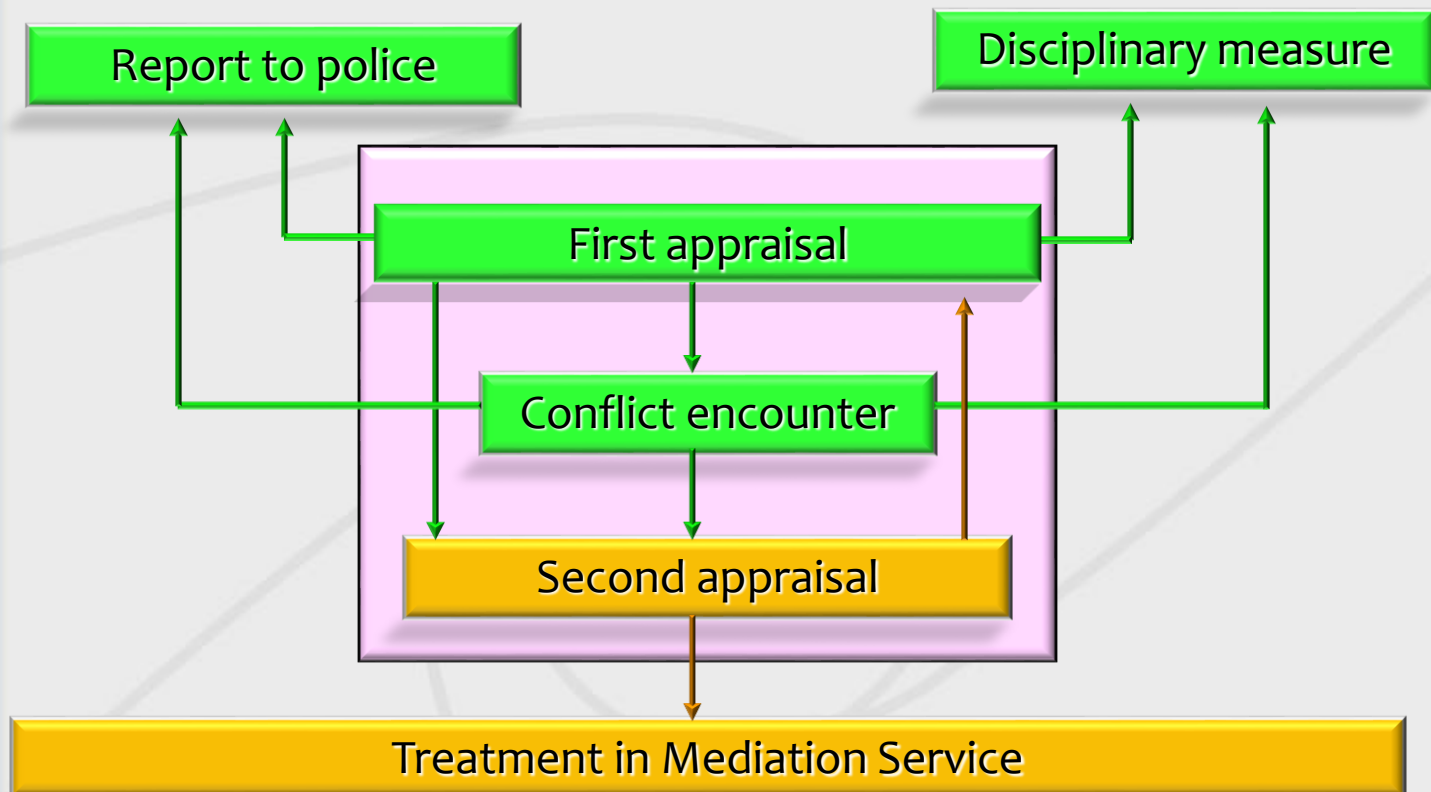 Report to police
Disciplinary measure
First appraisal
Conflict encounter
Second appraisal
Treatment in Mediation Service